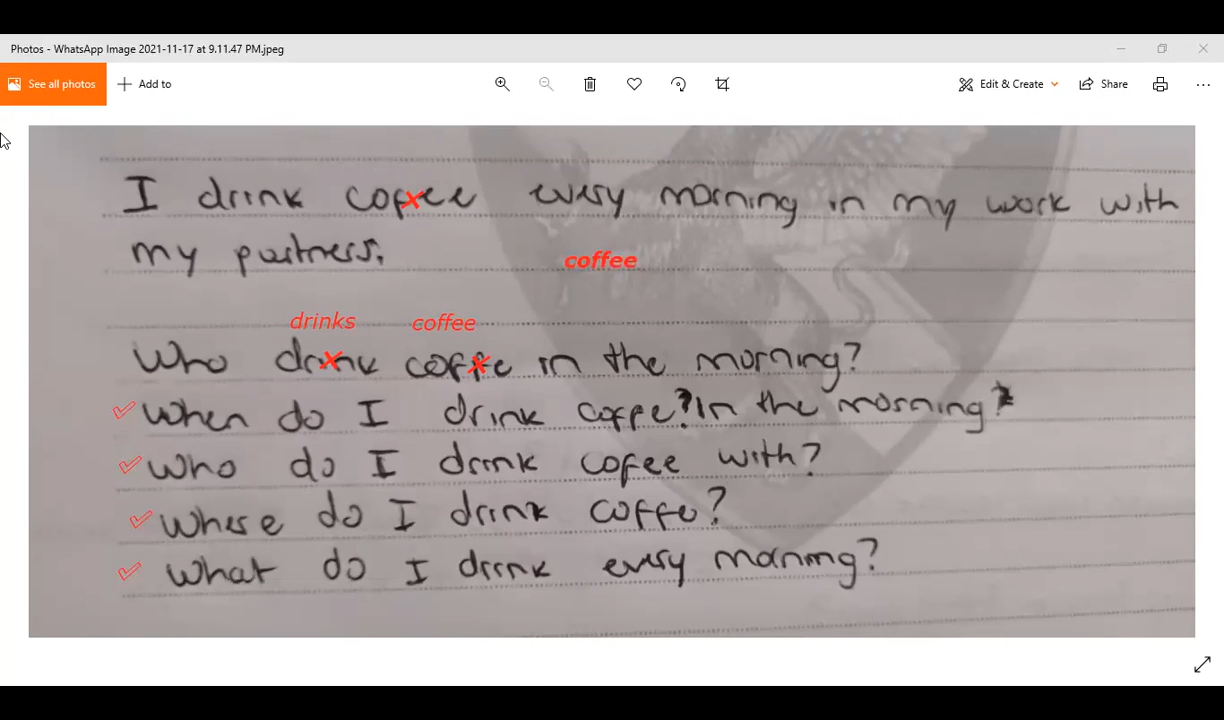 Photos - WhatsApp Image 2021-11-17 at 9.11.47 PM.jpeg
See all photos
Add to
Edit & Create
Share
I drink cofee every morning in my work with
my partners.
coffee
drinks coffee
Who drink coffe in the morning?
When do I drink coffe? In the morning?
Who do I drink cofee with?
Where do I drink coffe?
What do I drink every morning?